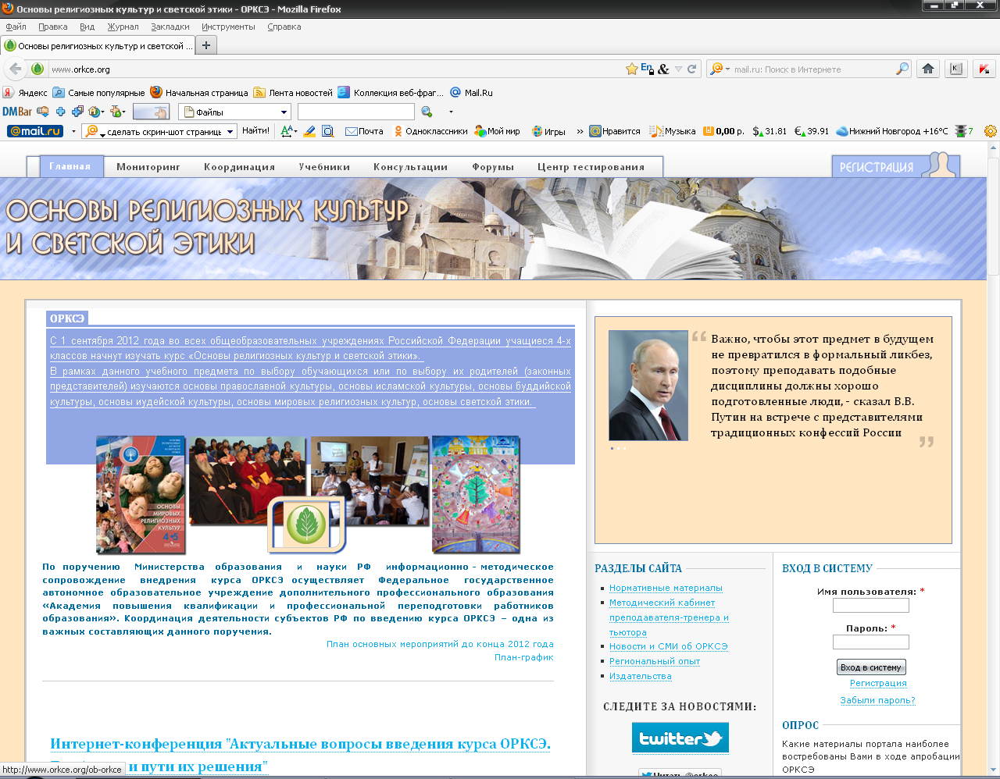 Основы религиозных культур и светской этики - ОРКСЭ - Mozilla Firefox
Файл Правка Вид Журнал Закладки Инструменты Справка
Основы религиозных культур и светской ...
www.orkce.org
En &
mail.ru: Поиск в Интернете
Яндекс Самые популярные Начальная страница Лента новостей Коллекция веб-фраг... Mail.Ru
DMBar Файлы
@mail.ru сделать скрин-шот страниць Найти! Почта Одноклассники Мой мир Игры » Нравится Музыка 0,00 р. $ 31.81 € 39.91 Нижний Новгород +16°C 7
Главная Мониторинг Координация Учебники Консультации Форумы Центр тестирования
РЕГИСТРАЦИЯ
ОСНОВЫ РЕЛИГИОЗНЫХ КУЛЬТУР
И СВЕТСКОЙ ЭТИКИ
ОРКСЭ
С 1 сентября 2012 года во всех общеобразовательных учреждениях Российской Федерации учащиеся 4-х
классов начнут изучать курс «Основы религиозных культур и светской этики».
В рамках данного учебного предмета по выбору обучающихся или по выбору их родителей (законных
представителей) изучаются основы православной культуры, основы исламской культуры, основы буддийской
культуры, основы иудейской культуры, основы мировых религиозных культур, основы светской этики.
ОСНОВЫ
МИРОВЫХ
РЕЛИГИОЗНЫХ
КУЛЬТУР
4-5
По поручению Министерства образования и науки РФ информационно - методическое
сопровождение внедрения курса ОРКСЭ осуществляет Федеральное государственное
автономное образовательное учреждение дополнительного профессионального образования
«Академия повышения квалификации и профессиональной переподготовки работников
образования». Координация деятельности субъектов РФ по введению курса ОРКСЭ – одна из
важных составляющих данного поручения.
План основных мероприятий до конца 2012 года
План-график
Интернет-конференция "Актуальные вопросы введения курса ОРКСЭ.
и пути их решения"
“ Важно, чтобы этот предмет в будущем
не превратился в формальный ликбез,
поэтому преподавать подобные
дисциплины должны хорошо
подготовленные люди, - сказал В.В.
Путин на встрече с представителями
традиционных конфессий России ”
РАЗДЕЛЫ САЙТА
Нормативные материалы
Методический кабинет
преподавателя-тренера и
тьютора
Новости и СМИ об ОРКСЭ
Региональный опыт
Издательства
СЛЕДИТЕ ЗА НОВОСТЯМИ:
twitter
Читать @orkce
ВХОД В СИСТЕМУ
Имя пользователя: *
Пароль: *
Вход в систему
Регистрация
Забыли пароль?
ОПРОС
Какие материалы портала наиболее
востребованы Вами в ходе апробации
ОРКСЭ
http://www.orkce.org/ob-orkce